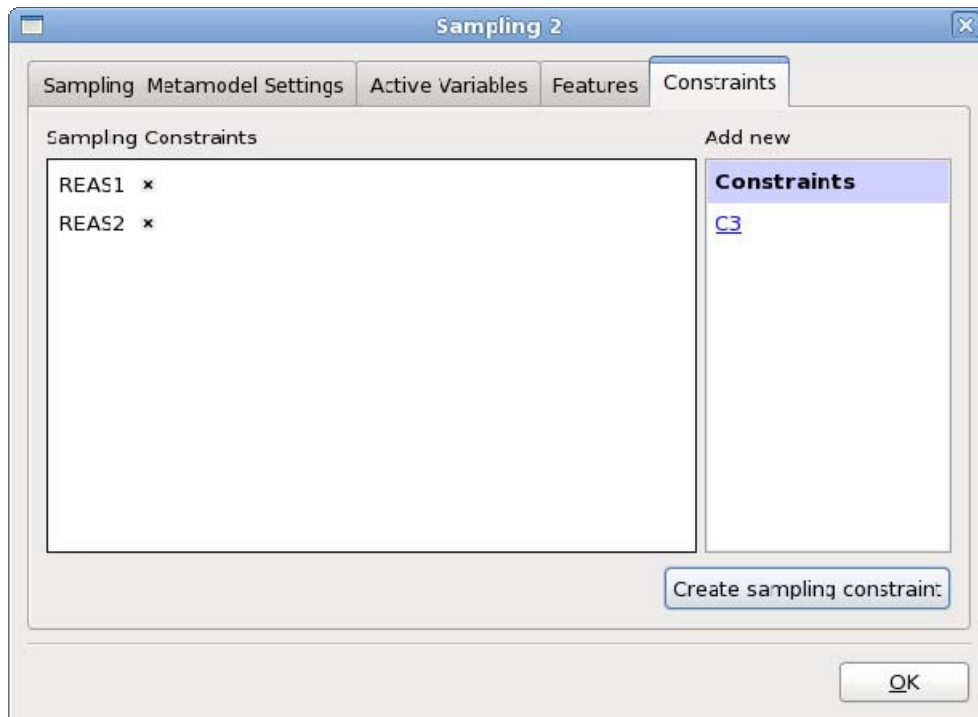 Sampling 2
Sampling Metamodel Settings Active Variables Features Constraints
Sampling Constraints Add new
REAS1 × Constraints
REAS2 × C3
Create sampling constraint
OK